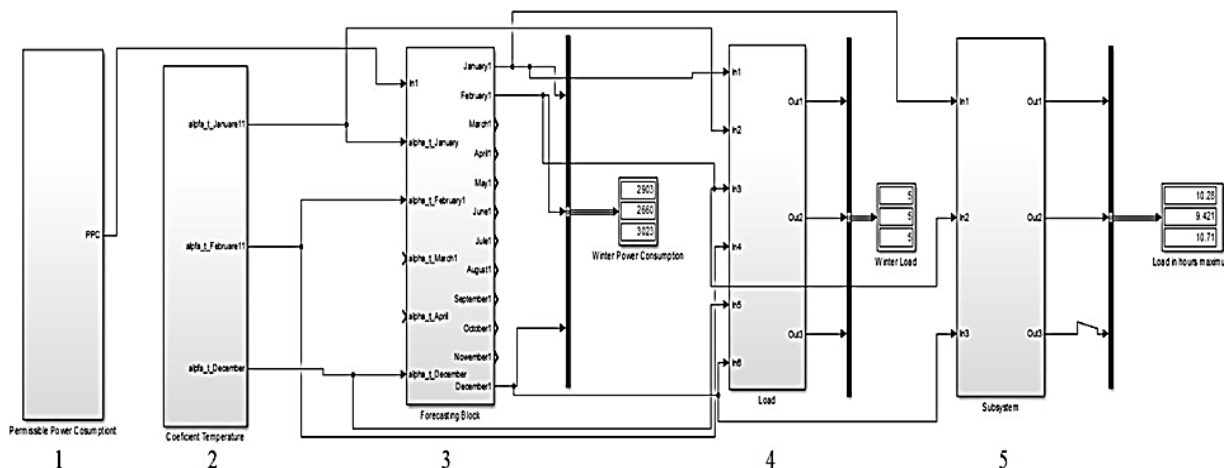 PPC
Permissible Power Cosumptiont
1
alpfa_t_Januare11
alpfa_t_Februare11
alpfa_t_December
Coeficient Temperature
2
In1
alpha_t_January
alpha_t_February1
alpha_t_March1
alpha_t_April
alpha_t_December
January1
February1
March1
April1
May1
June1
Jule1
August1
September1
October1
November1
December1
Forecasting Block
3
2903
2660
3023
Winter Power Consumption
In1
In2
In3
In4
In5
In6
Out1
Out2
Out3
Load
4
5
5
5
Winter Load
In1
In2
In3
Out1
Out2
Out3
Subsystem
5
10.28
9.421
10.71
Load in hours maximu